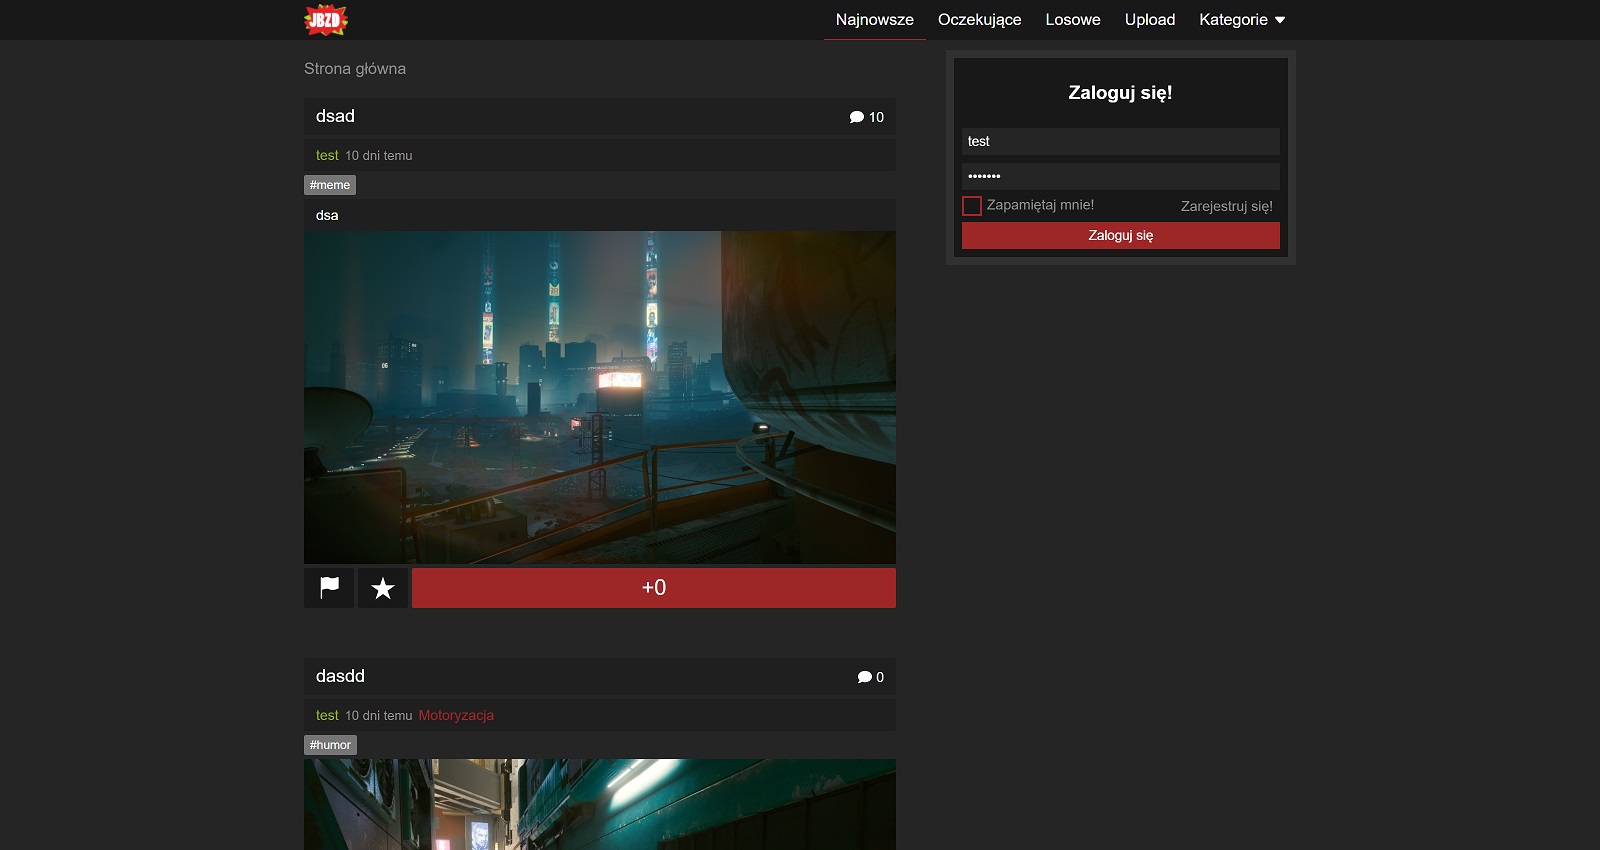 JBZD
Najnowsze Oczekujące Losowe Upload Kategorie
Strona główna
dsad 10
test 10 dni temu
#meme
dsa
+0
dasdd 0
test 10 dni temu Motoryzacja
#humor
Zaloguj się!
test
•••••••
Zapamiętaj mnie! Zarejestruj się!
Zaloguj się